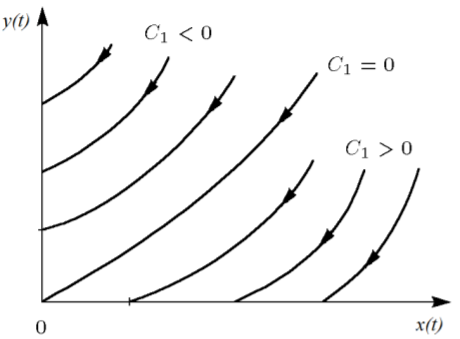 y(t)
C₁ < 0
C₁ = 0
C₁ > 0
0
x(t)